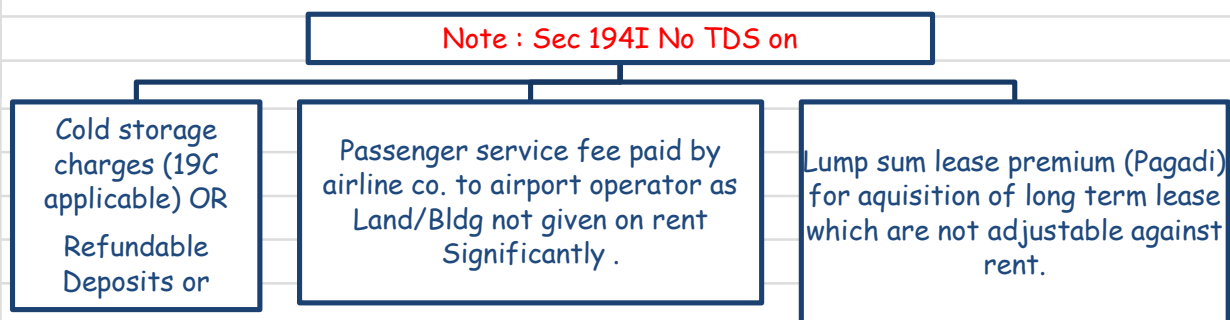 Note : Sec 194I No TDS on
Cold storage
charges (19C
applicable) OR
Refundable
Deposits or
Passenger service fee paid by
airline co. to airport operator as
Land/Bldg not given on rent
Significantly .
Lump sum lease premium (Pagadi)
for aquisition of long term lease
which are not adjustable against
rent.